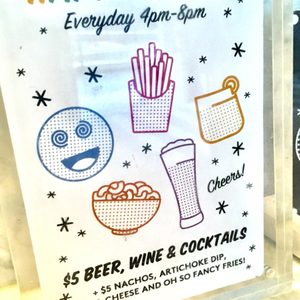 Everyday 4pm-8pm
Cheers!
$5 BEER, WINE & COCKTAILS
+ $5 NACHOS, ARTICHOKE DIP,
CHEESE AND OH SO FANCY FRIES!